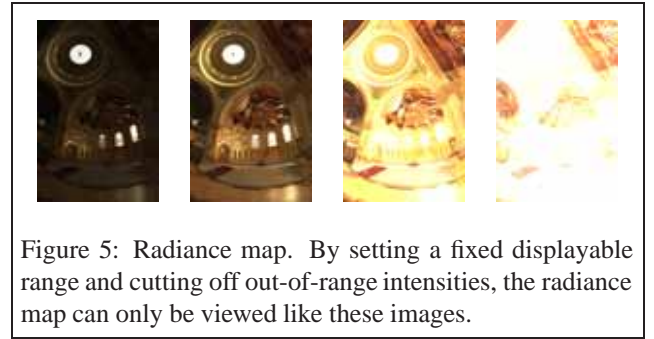 Figure 5: Radiance map. By setting a fixed displayable
range and cutting off out-of-range intensities, the radiance
map can only be viewed like these images.